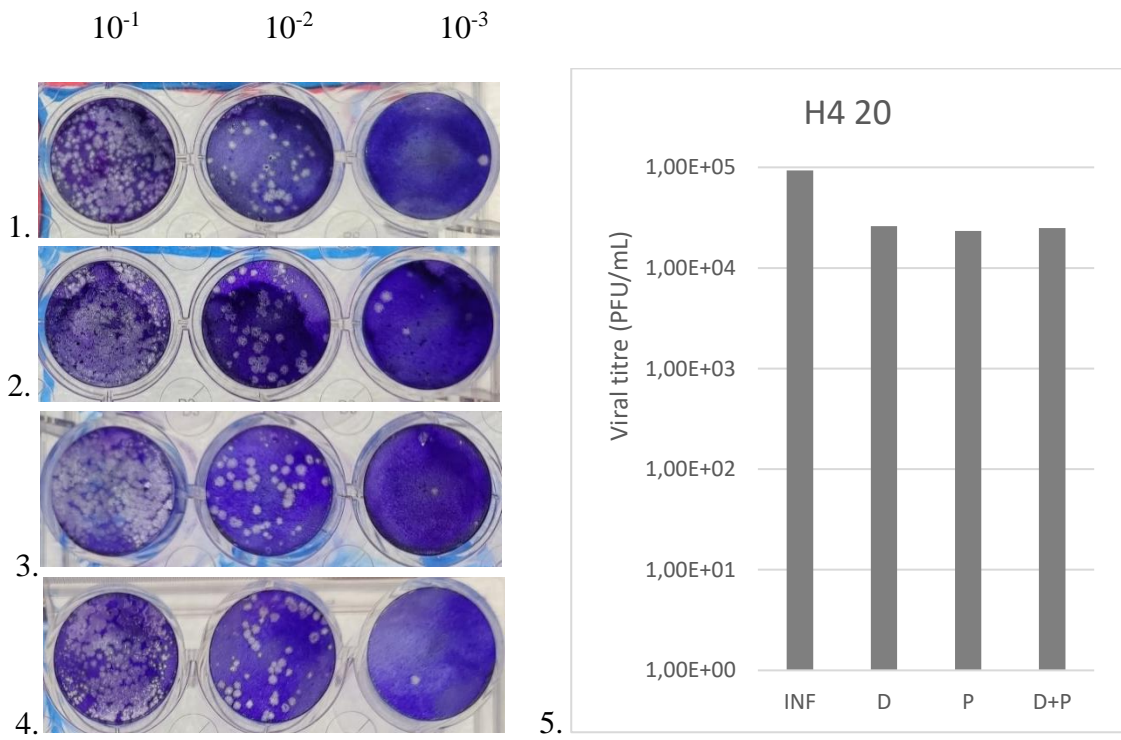 10⁻¹ 10⁻² 10⁻³
1.
2.
3.
4.
5.
H4 20
Viral titre (PFU/mL)
1,00E+05
1,00E+04
1,00E+03
1,00E+02
1,00E+01
1,00E+00
INF D P D+P